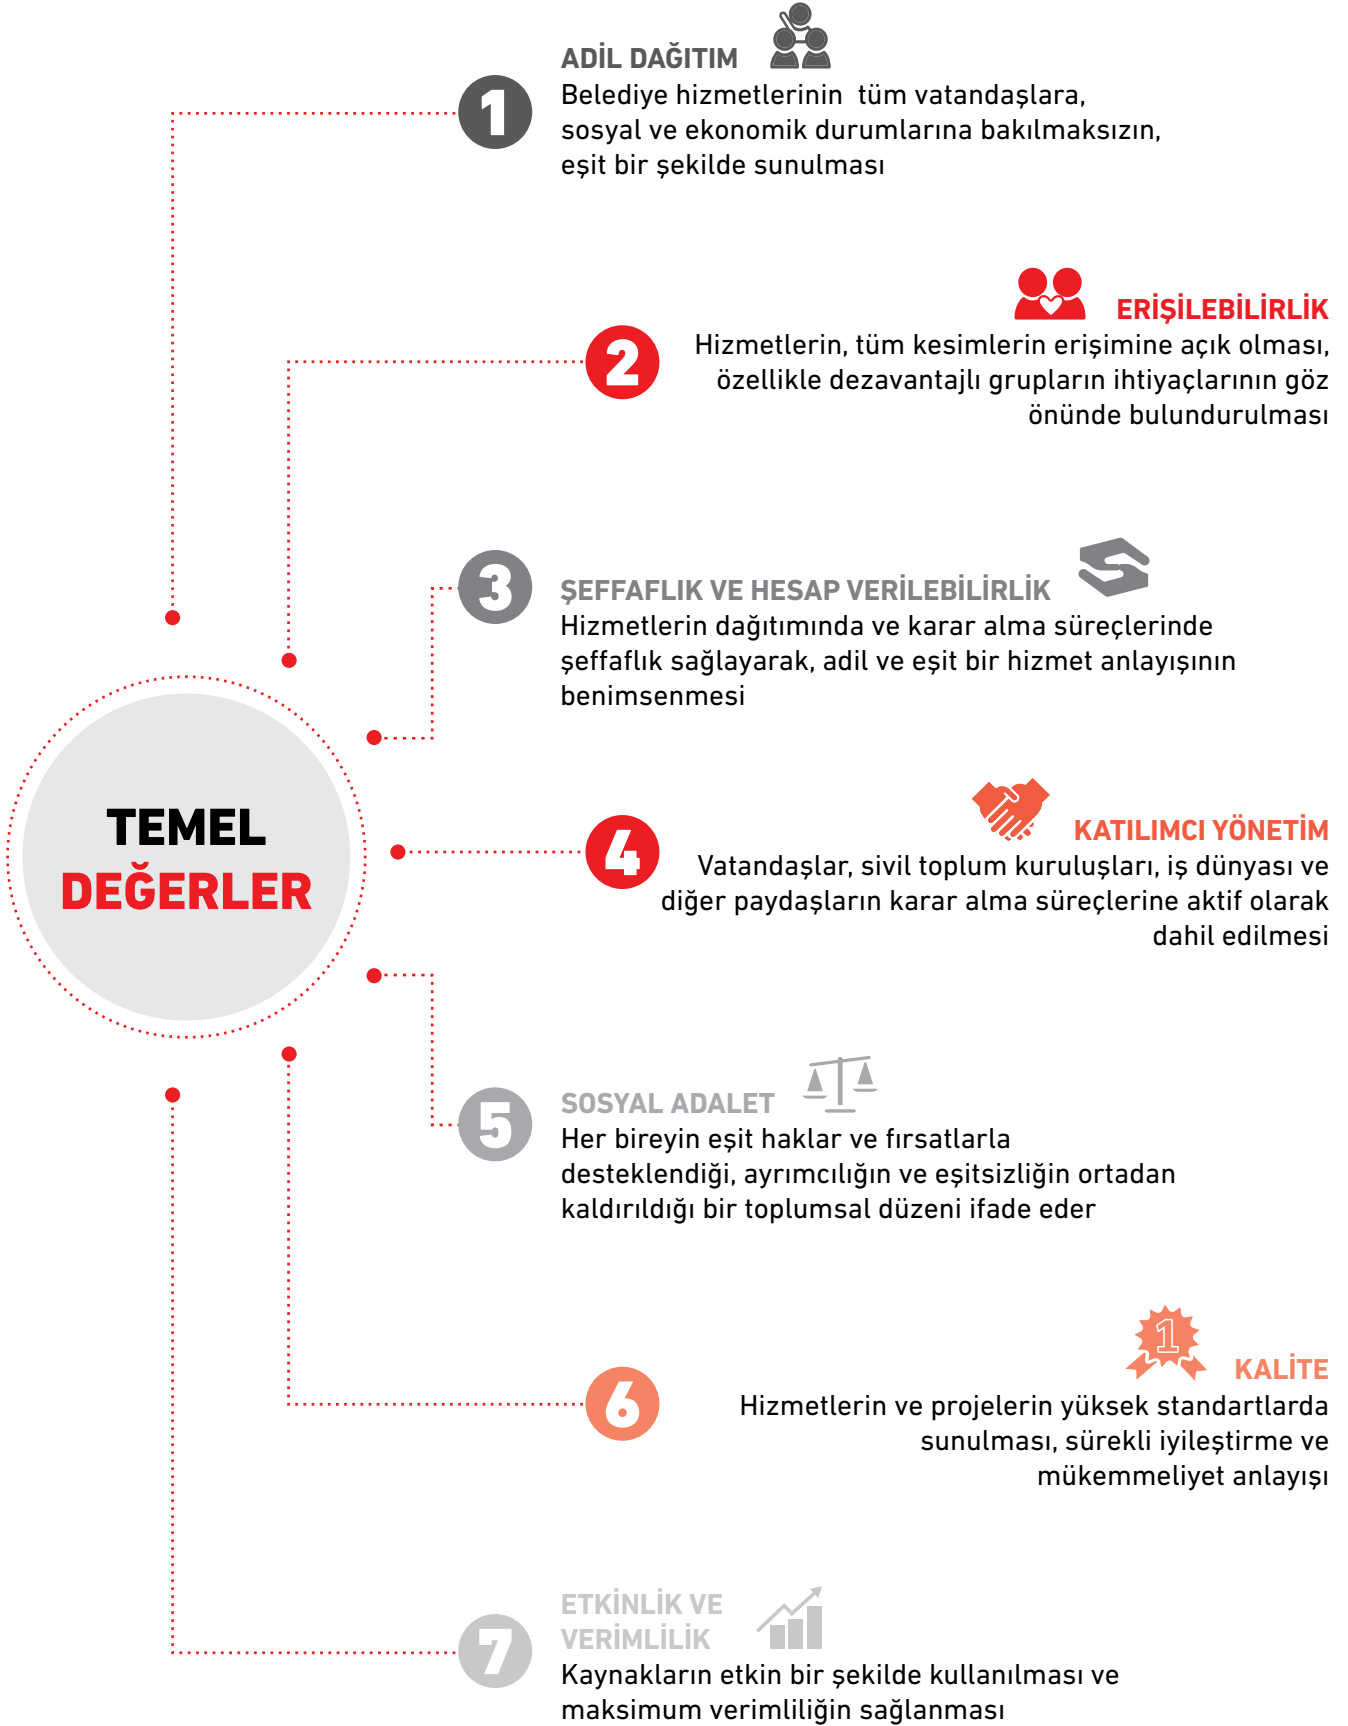 TEMEL
DEĞERLER
1
ADİL DAĞITIM
Belediye hizmetlerinin tüm vatandaşlara,
sosyal ve ekonomik durumlarına bakılmaksızın,
eşit bir şekilde sunulması
2
ERİŞİLEBİLİRLİK
Hizmetlerin, tüm kesimlerin erişimine açık olması,
özellikle dezavantajlı grupların ihtiyaçlarının göz
önünde bulundurulması
3
ŞEFFAFLIK VE HESAP VERİLEBİLİRLİK
Hizmetlerin dağıtımında ve karar alma süreçlerinde
şeffaflık sağlayarak, adil ve eşit bir hizmet anlayışının
benimsenmesi
4
KATILIMCI YÖNETİM
Vatandaşlar, sivil toplum kuruluşları, iş dünyası ve
diğer paydaşların karar alma süreçlerine aktif olarak
dahil edilmesi
5
SOSYAL ADALET
Her bireyin eşit haklar ve fırsatlarla
desteklendiği, ayrımcılığın ve eşitsizliğin ortadan
kaldırıldığı bir toplumsal düzeni ifade eder
6
1
KALİTE
Hizmetlerin ve projelerin yüksek standartlarda
sunulması, sürekli iyileştirme ve
mükemmeliyet anlayışı
7
ETKİNLİK VE
VERİMLİLİK
Kaynakların etkin bir şekilde kullanılması ve
maksimum verimliliğin sağlanması